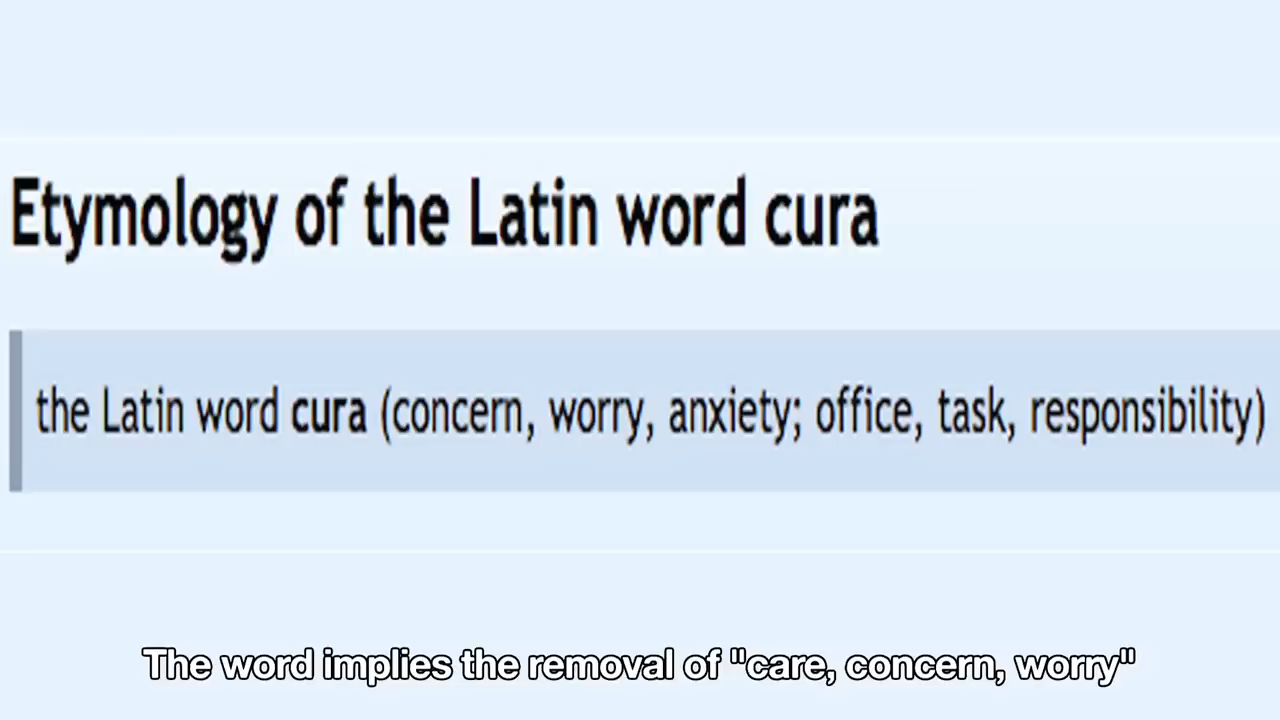 Etymology of the Latin word cura
the Latin word cura (concern, worry, anxiety; office, task, responsibility)
The word implies the removal of "care, concern, worry"